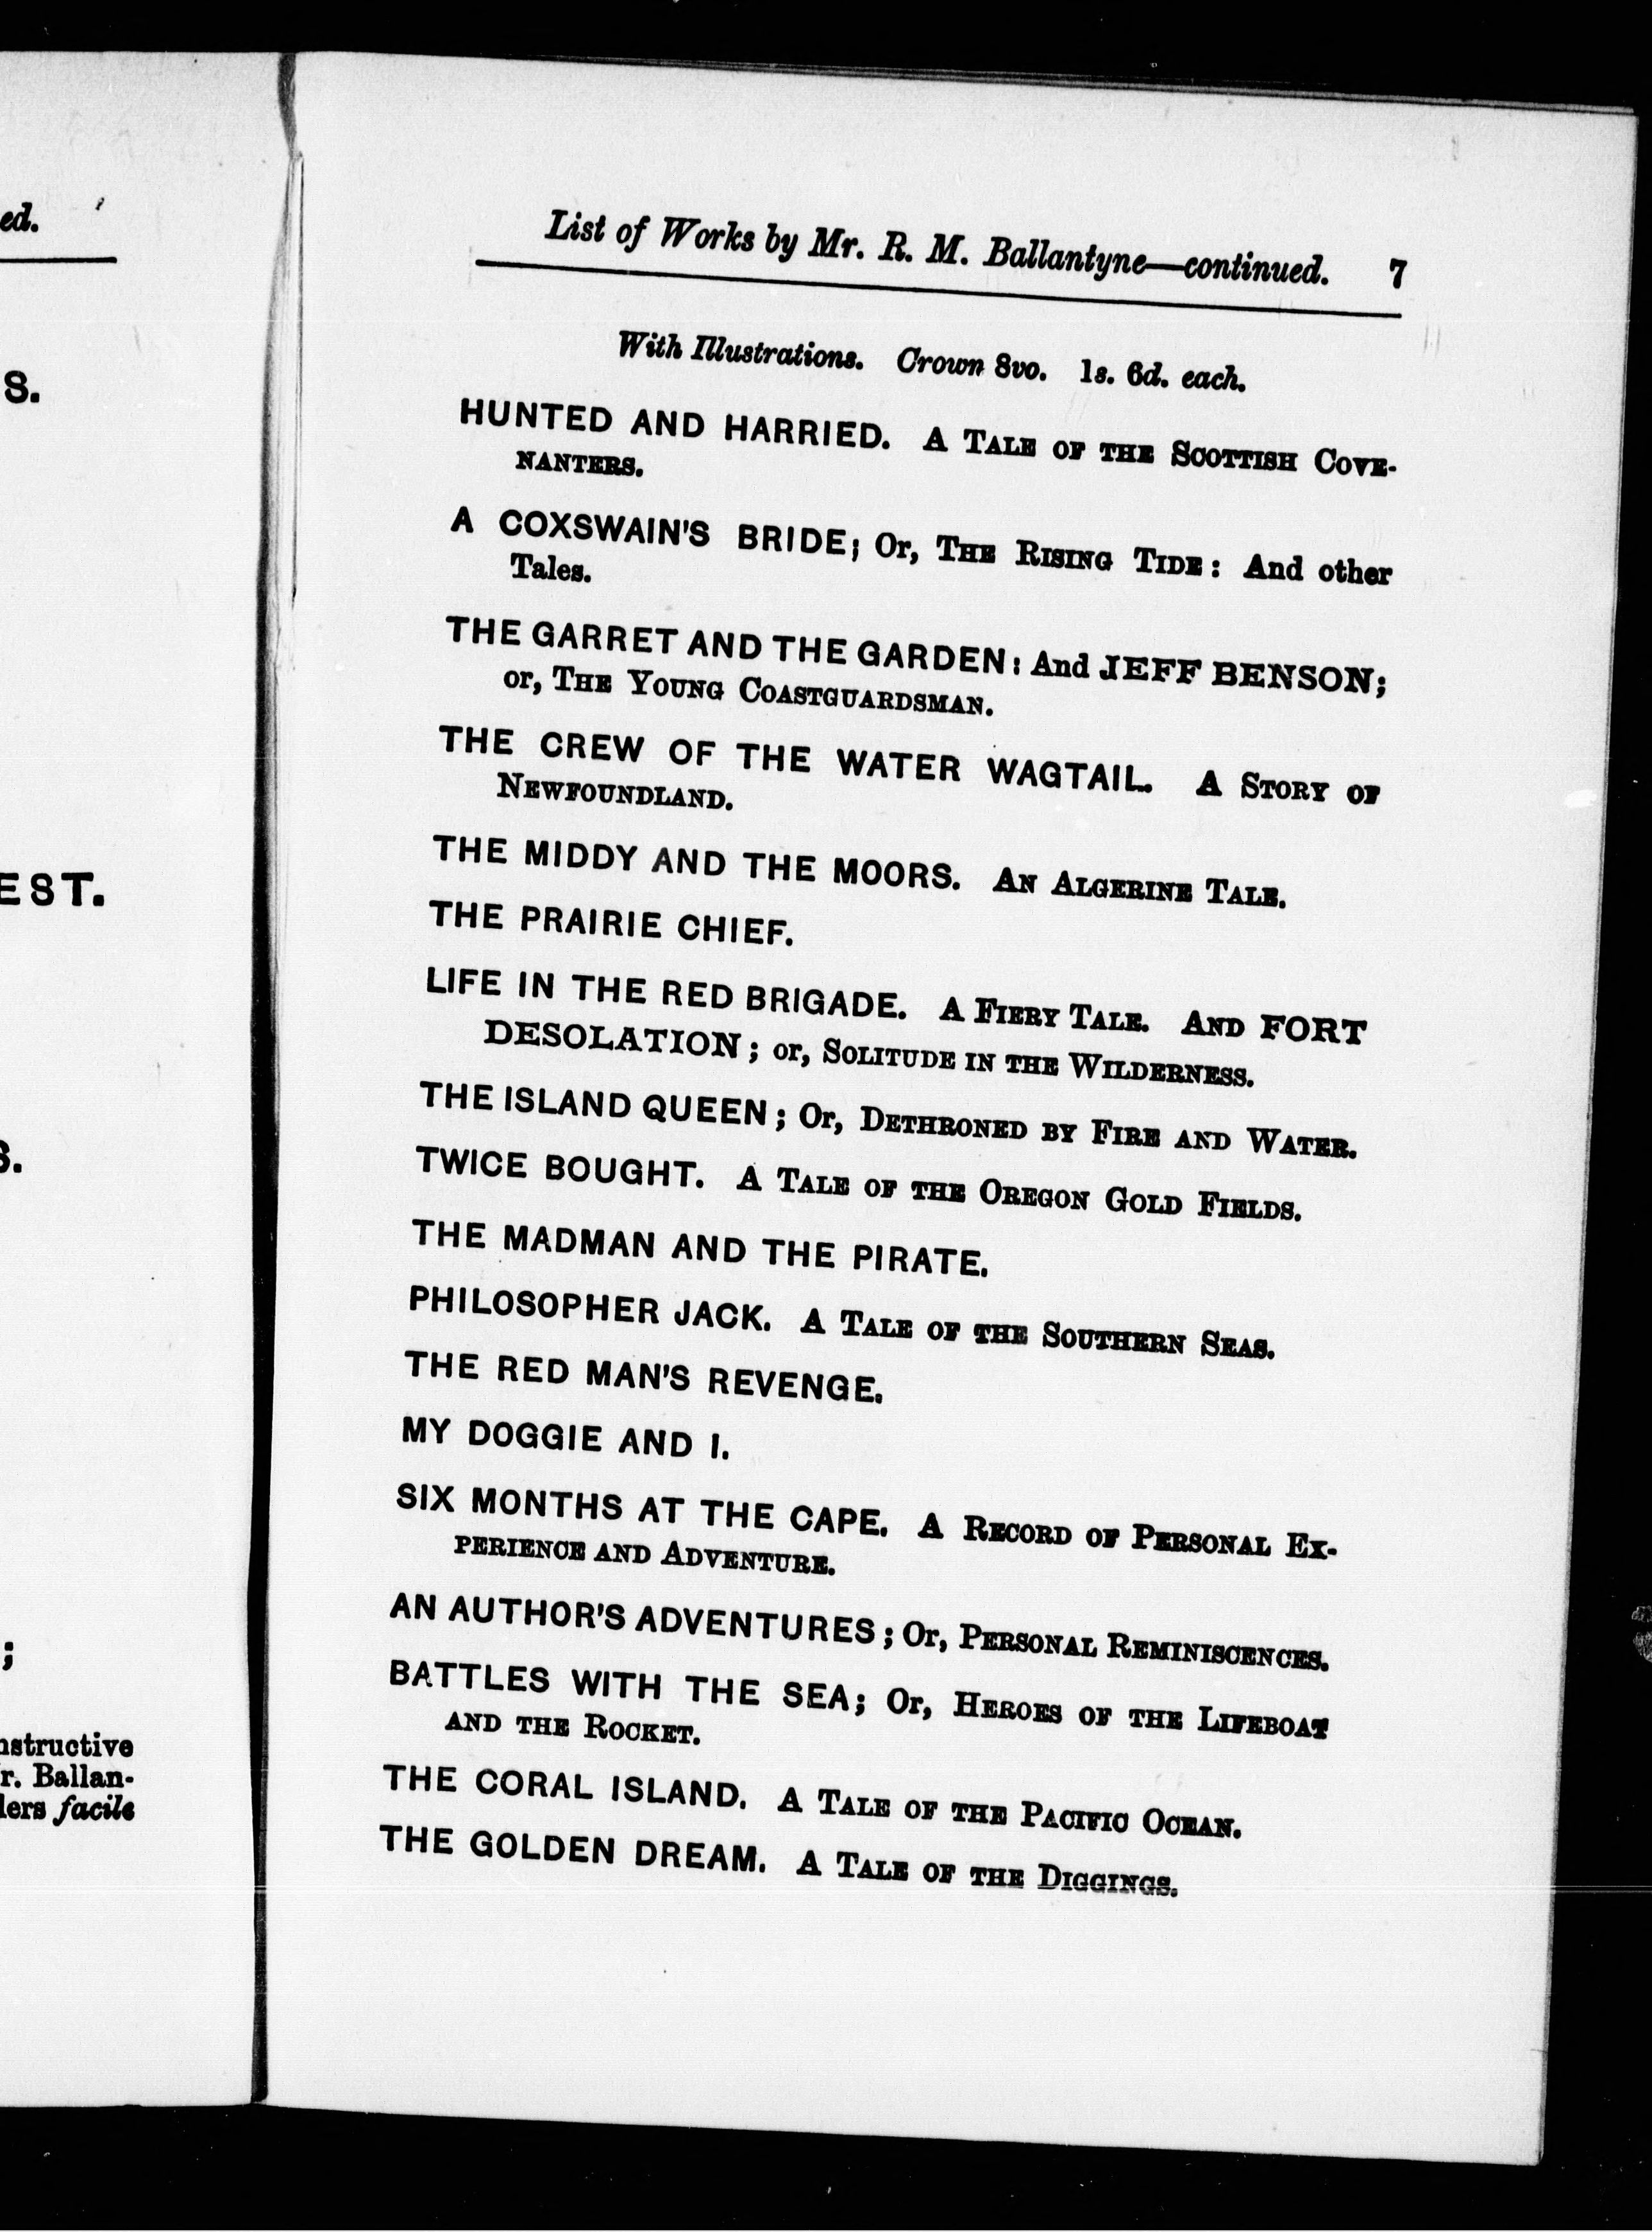 ed.
S.
EST.
S.
;
nstructive
r. Ballan-
lers facile
List of Works by Mr. R. M. Ballantyne—continued. 7
With Illustrations. Crown 8vo. 1s. 6d. each.
HUNTED AND HARRIED. A TALE OF THE SCOTTISH COVE-
NANTERS.
A COXSWAIN'S BRIDE; Or, THE RISING TIDE: And other
Tales.
THE GARRET AND THE GARDEN: And JEFF BENSON;
or, THE YOUNG COASTGUARDSMAN.
THE CREW OF THE WATER WAGTAIL. A STORY OF
NEWFOUNDLAND.
THE MIDDY AND THE MOORS. AN ALGERINE TALE.
THE PRAIRIE CHIEF.
LIFE IN THE RED BRIGADE. A FIERY TALE. AND FORT
DESOLATION; or, SOLITUDE IN THE WILDERNESS.
THE ISLAND QUEEN; Or, DETHRONED BY FIRE AND WATER.
TWICE BOUGHT. A TALE OF THE OREGON GOLD FIELDS.
THE MADMAN AND THE PIRATE.
PHILOSOPHER JACK. A TALE OF THE SOUTHERN SEAS.
THE RED MAN'S REVENGE.
MY DOGGIE AND I.
SIX MONTHS AT THE CAPE. A RECORD OF PERSONAL EX-
PERIENCE AND ADVENTURE.
AN AUTHOR'S ADVENTURES; Or, PERSONAL REMINISCENCES.
BATTLES WITH THE SEA; Or, HEROES OF THE LIFEBOAT
AND THE ROCKET.
THE CORAL ISLAND. A TALE OF THE PACIFIC OCEAN.
THE GOLDEN DREAM. A TALE OF THE DIGGINGS.